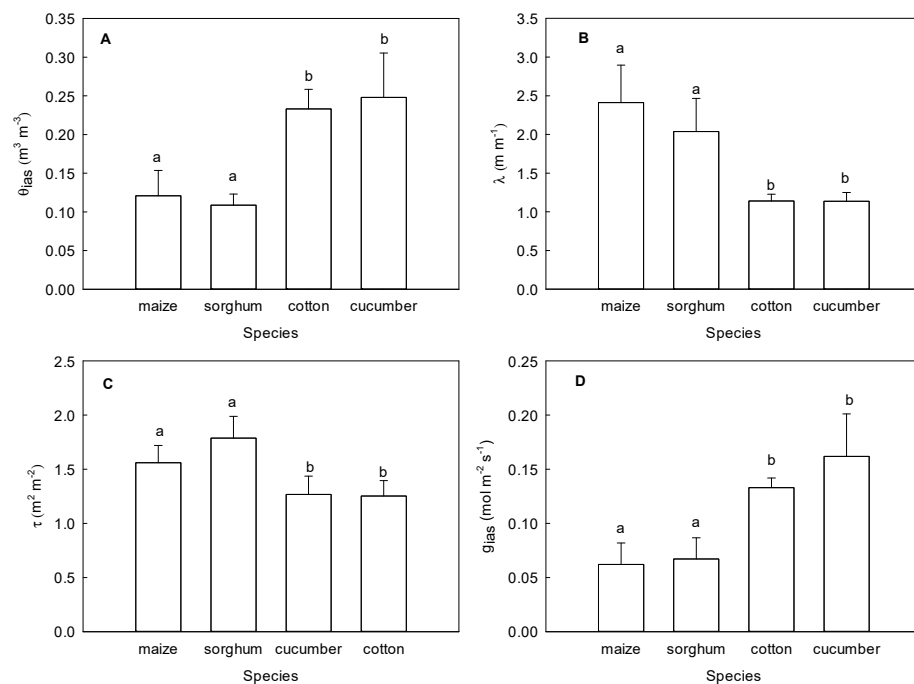 A
θias (m³ m⁻³)
0.35
0.30
0.25
0.20
0.15
0.10
0.05
0.00
a
a
b
b
maize sorghum cotton cucumber
Species
B
λ (m m⁻¹)
3.5
3.0
2.5
2.0
1.5
1.0
0.5
0.0
a
a
b
b
maize sorghum cotton cucumber
Species
C
τ (m² m⁻²)
2.5
2.0
1.5
1.0
0.5
0.0
a
a
b
b
maize sorghum cucumber cotton
Species
D
gias (mol m⁻² s⁻¹)
0.25
0.20
0.15
0.10
0.05
0.00
a
a
b
b
maize sorghum cotton cucumber
Species